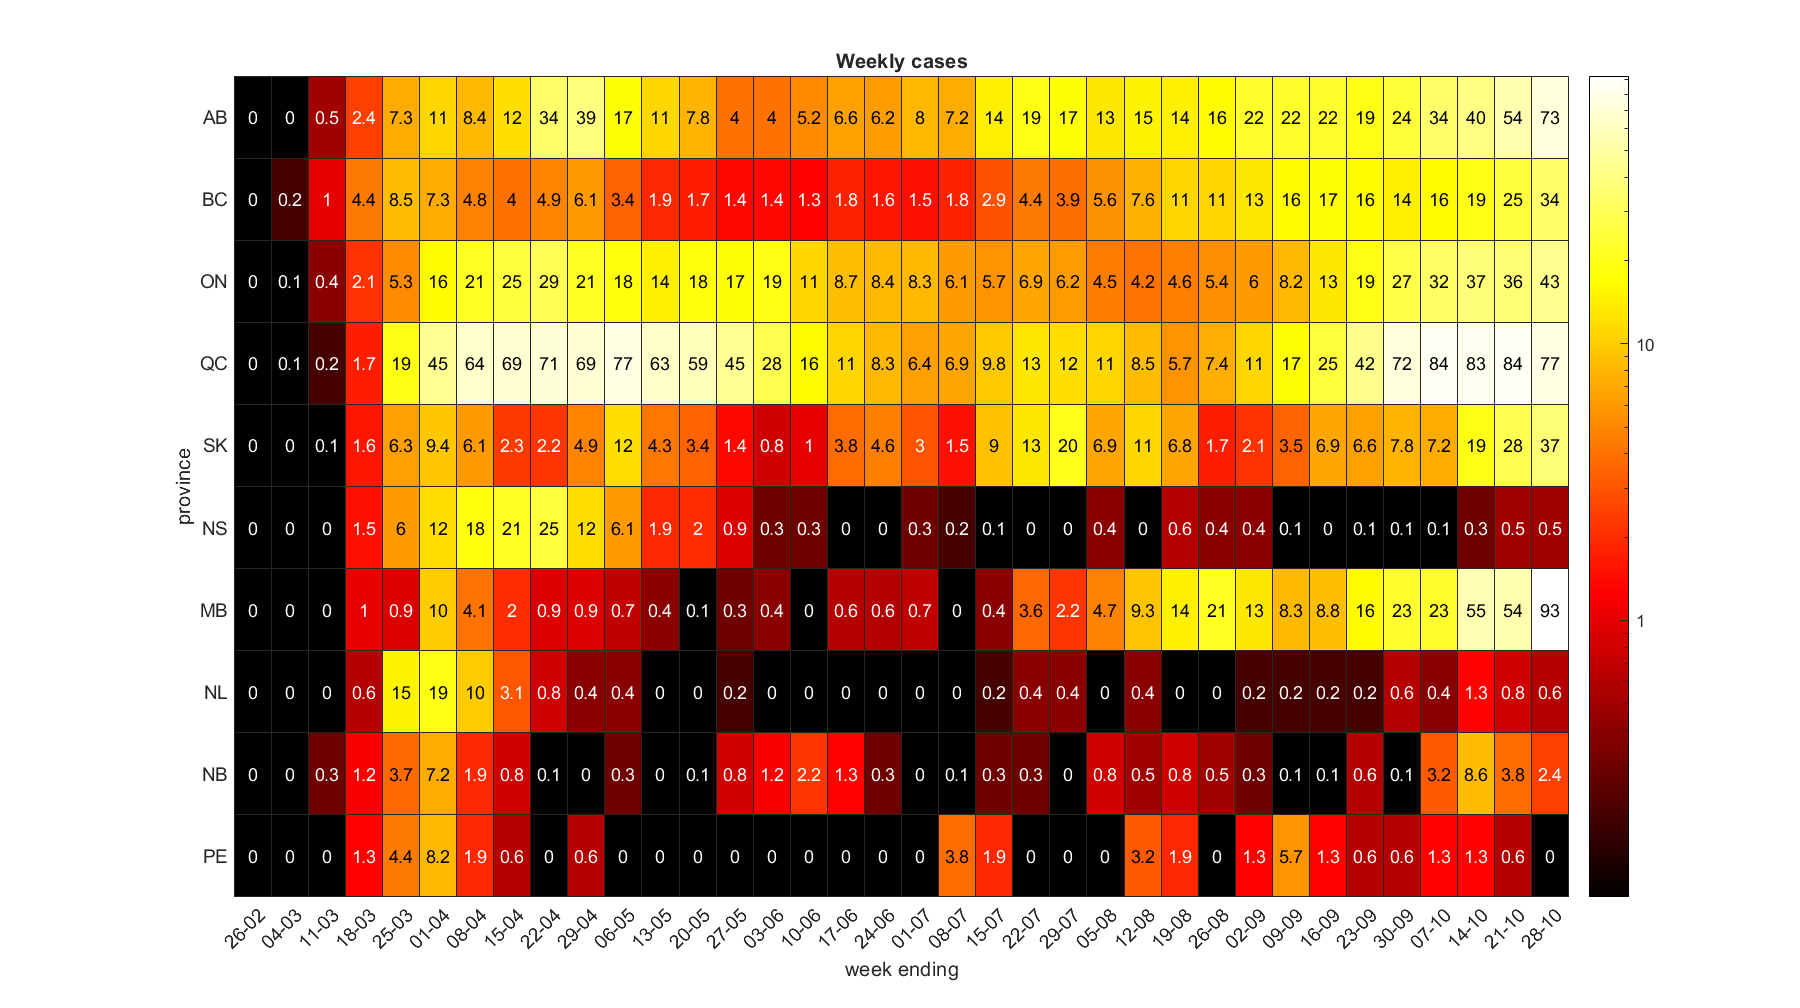 Weekly cases
AB 0 0 0.5 2.4 7.3 11 8.4 12 34 39 17 11 7.8 4 4 5.2 6.6 6.2 8 7.2 14 19 17 13 15 14 16 22 22 22 19 24 34 40 54 73
BC 0 0.2 1 4.4 8.5 7.3 4.8 4 4.9 6.1 3.4 1.9 1.7 1.4 1.4 1.3 1.8 1.6 1.5 1.8 2.9 4.4 3.9 5.6 7.6 11 11 13 16 17 16 14 16 19 25 34
ON 0 0.1 0.4 2.1 5.3 16 21 25 29 21 18 14 18 17 19 11 8.7 8.4 8.3 6.1 5.7 6.9 6.2 4.5 4.2 4.6 5.4 6 8.2 13 19 27 32 37 36 43
10
QC 0 0.1 0.2 1.7 19 45 64 69 71 69 77 63 59 45 28 16 11 8.3 6.4 6.9 9.8 13 12 11 8.5 5.7 7.4 11 17 25 42 72 84 83 84 77
SK 0 0 0.1 1.6 6.3 9.4 6.1 2.3 2.2 4.9 12 4.3 3.4 1.4 0.8 1 3.8 4.6 3 1.5 9 13 20 6.9 11 6.8 1.7 2.1 3.5 6.9 6.6 7.8 7.2 19 28 37
province
NS 0 0 0 1.5 6 12 18 21 25 12 6.1 1.9 2 0.9 0.3 0.3 0 0 0.3 0.2 0.1 0 0 0.4 0 0.6 0.4 0.4 0.1 0 0.1 0.1 0.1 0.3 0.5 0.5
MB 0 0 0 1 0.9 10 4.1 2 0.9 0.9 0.7 0.4 0.1 0.3 0.4 0 0.6 0.6 0.7 0 0.4 3.6 2.2 4.7 9.3 14 21 13 8.3 8.8 16 23 23 55 54 93
1
NL 0 0 0 0.6 15 19 10 3.1 0.8 0.4 0.4 0 0 0.2 0 0 0 0 0 0 0.2 0.4 0.4 0 0.4 0 0 0.2 0.2 0.2 0.2 0.6 0.4 1.3 0.8 0.6
NB 0 0 0.3 1.2 3.7 7.2 1.9 0.8 0.1 0 0.3 0 0.1 0.8 1.2 2.2 1.3 0.3 0 0.1 0.3 0.3 0 0.8 0.5 0.8 0.5 0.3 0.1 0.1 0.6 0.1 3.2 8.6 3.8 2.4
PE 0 0 0 1.3 4.4 8.2 1.9 0.6 0 0.6 0 0 0 0 0 0 0 0 0 3.8 1.9 0 0 0 3.2 1.9 0 1.3 5.7 1.3 0.6 0.6 1.3 1.3 0.6 0
26-02 04-03 11-03 18-03 25-03 01-04 08-04 15-04 22-04 29-04 06-05 13-05 20-05 27-05 03-06 10-06 17-06 24-06 01-07 08-07 15-07 22-07 29-07 05-08 12-08 19-08 26-08 02-09 09-09 16-09 23-09 30-09 07-10 14-10 21-10 28-10
week ending